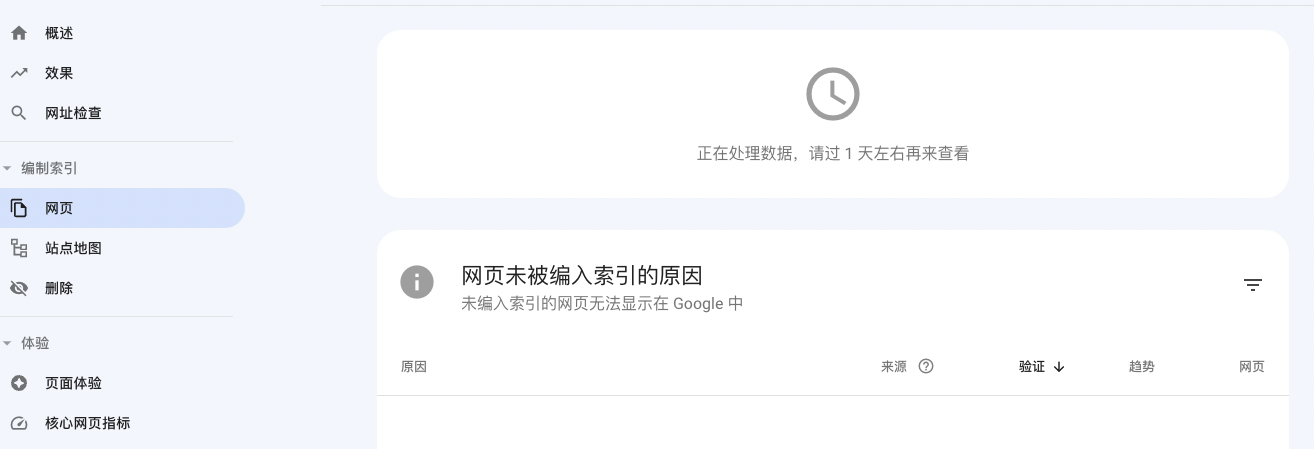 概述
效果
网址检查
编制索引
网页
站点地图
删除
体验
页面体验
核心网页指标
正在处理数据，请过 1 天左右再来查看
网页未被编入索引的原因
未编入索引的网页无法显示在 Google 中
原因 来源 验证 趋势 网页